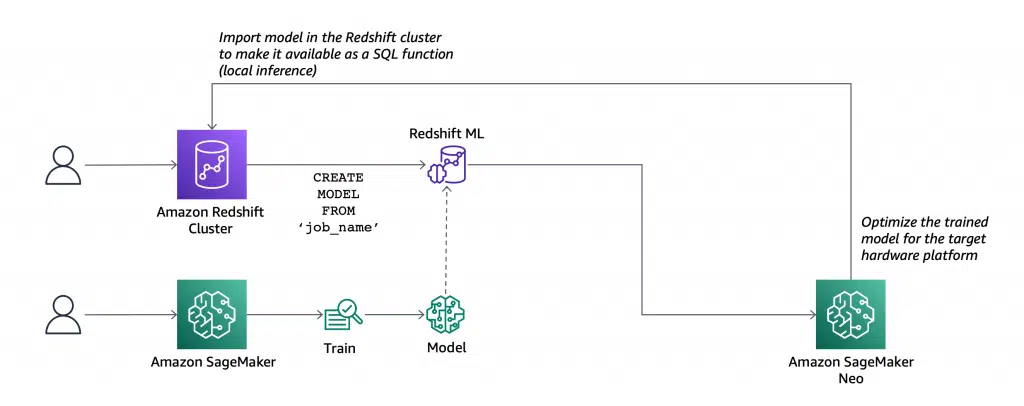 Import model in the Redshift cluster
to make it available as a SQL function
(local inference)
Redshift ML
CREATE
MODEL
FROM
‘job_name’
Amazon Redshift
Cluster
Optimize the trained
model for the target
hardware platform
Amazon SageMaker
Train
Model
Amazon SageMaker
Neo